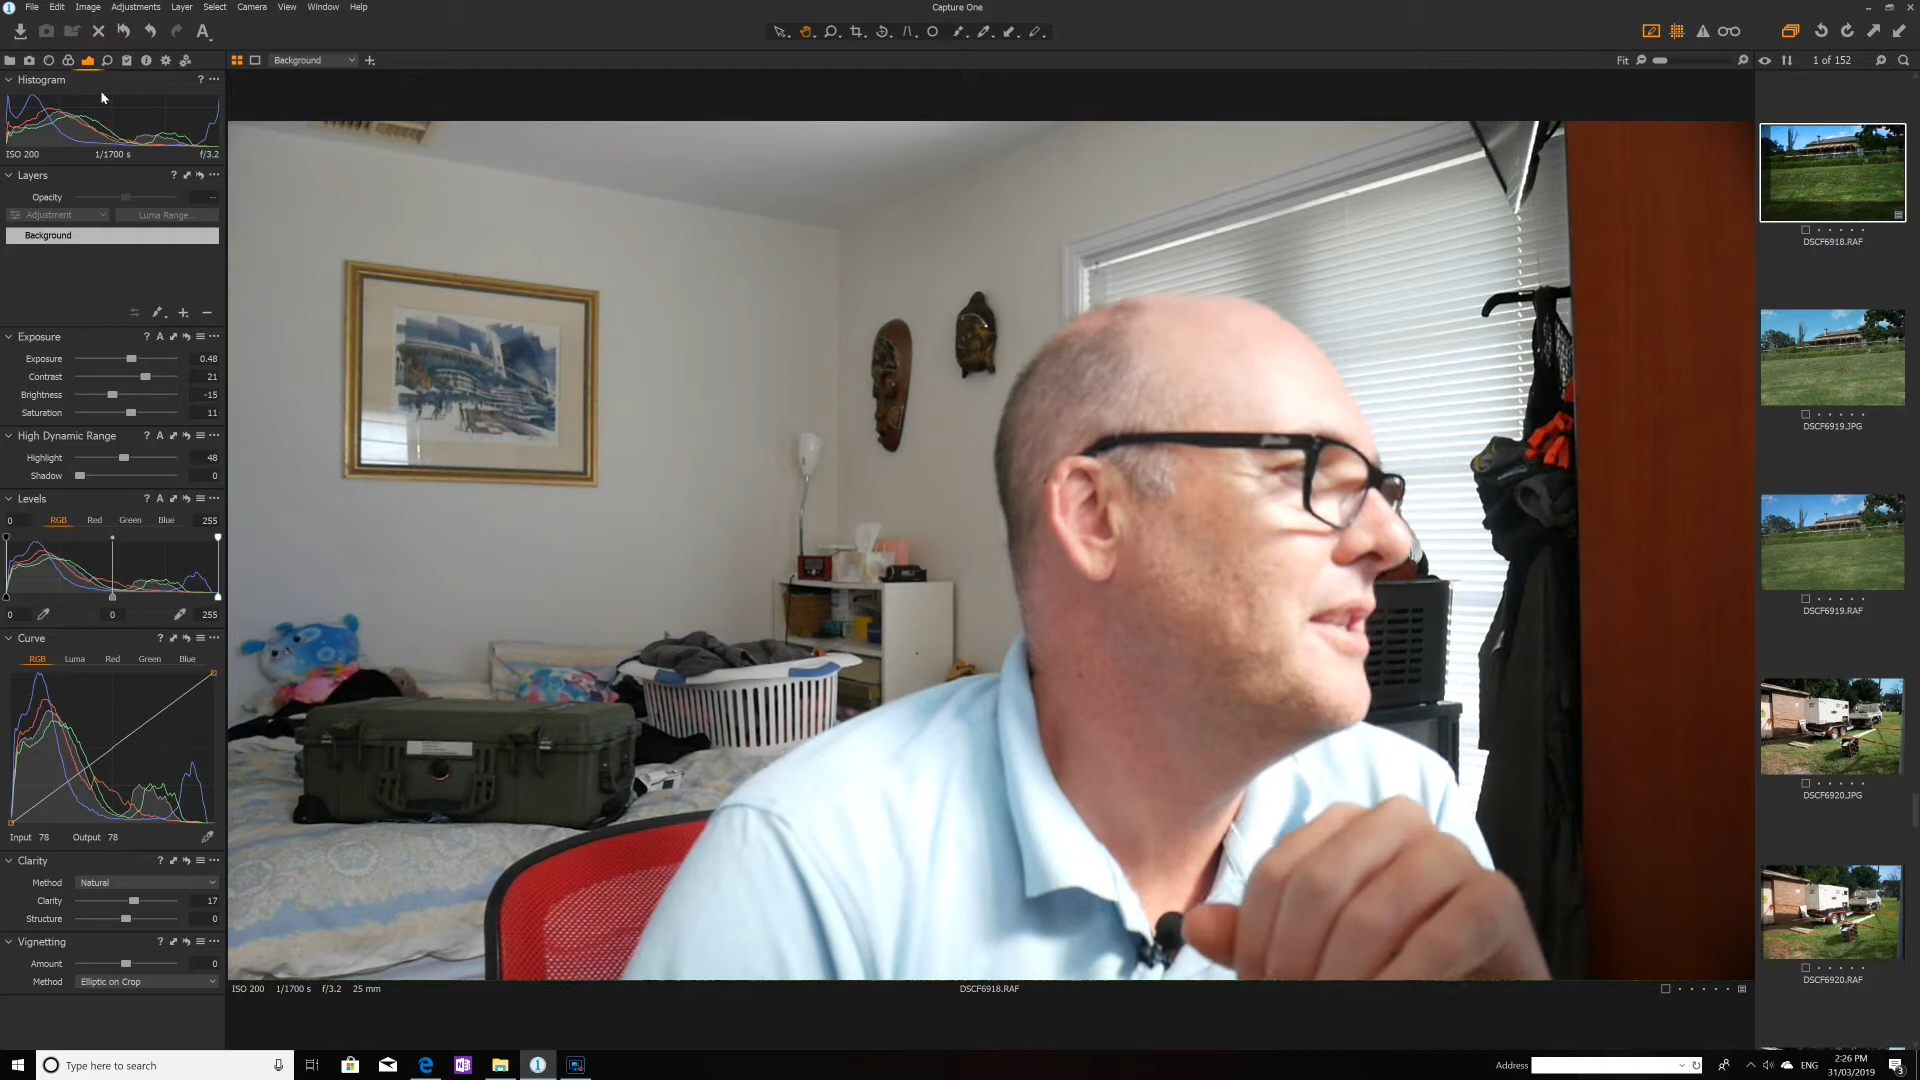 File Edit Image Adjustments Layer Select Camera View Window Help
Capture One
Background
Fit
1 of 152
Histogram
ISO 200 1/1700 s f/3.2
Layers
Opacity --
Adjustment Luma Range...
Background
Exposure
Exposure 0.48
Contrast 21
Brightness -15
Saturation 11
High Dynamic Range
Highlight 48
Shadow 0
Levels
0 RGB Red Green Blue 255
0 0 255
Curve
RGB Luma Red Green Blue
Input 78 Output 78
Clarity
Method Natural
Clarity 17
Structure 0
Vignetting
Amount 0
Method Elliptic on Crop
ISO 200 1/1700 s f/3.2 25 mm
DSCF6918.RAF
DSCF6918.RAF
DSCF6919.JPG
DSCF6919.RAF
DSCF6920.JPG
DSCF6920.RAF
Type here to search
Address
ENG
2:26 PM
31/03/2019